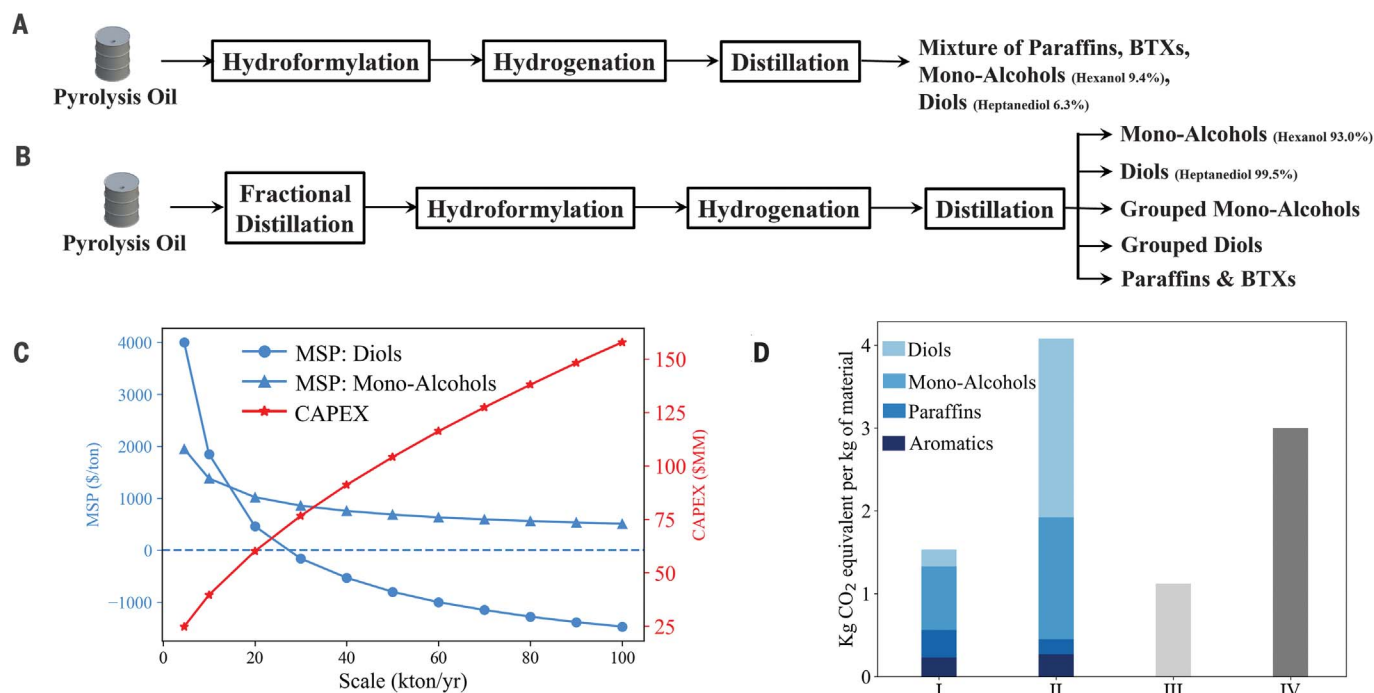 A
Pyrolysis Oil
Hydroformylation
Hydrogenation
Distillation
Mixture of Paraffins, BTXs,
Mono-Alcohols (Hexanol 9.4%),
Diols (Heptanediol 6.3%)
B
Pyrolysis Oil
Fractional
Distillation
Hydroformylation
Hydrogenation
Distillation
Mono-Alcohols (Hexanol 93.0%)
Diols (Heptanediol 99.5%)
Grouped Mono-Alcohols
Grouped Diols
Paraffins & BTXs
C
MSP: Diols
MSP: Mono-Alcohols
CAPEX
MSP ($/ton)
4000
3000
2000
1000
0
−1000
0
20
40
60
80
100
Scale (kton/yr)
150
125
100
75
50
25
CAPEX ($MM)
D
Diols
Mono-Alcohols
Paraffins
Aromatics
Kg CO2 equivalent per kg of material
4
3
2
1
0
I
II
III
IV